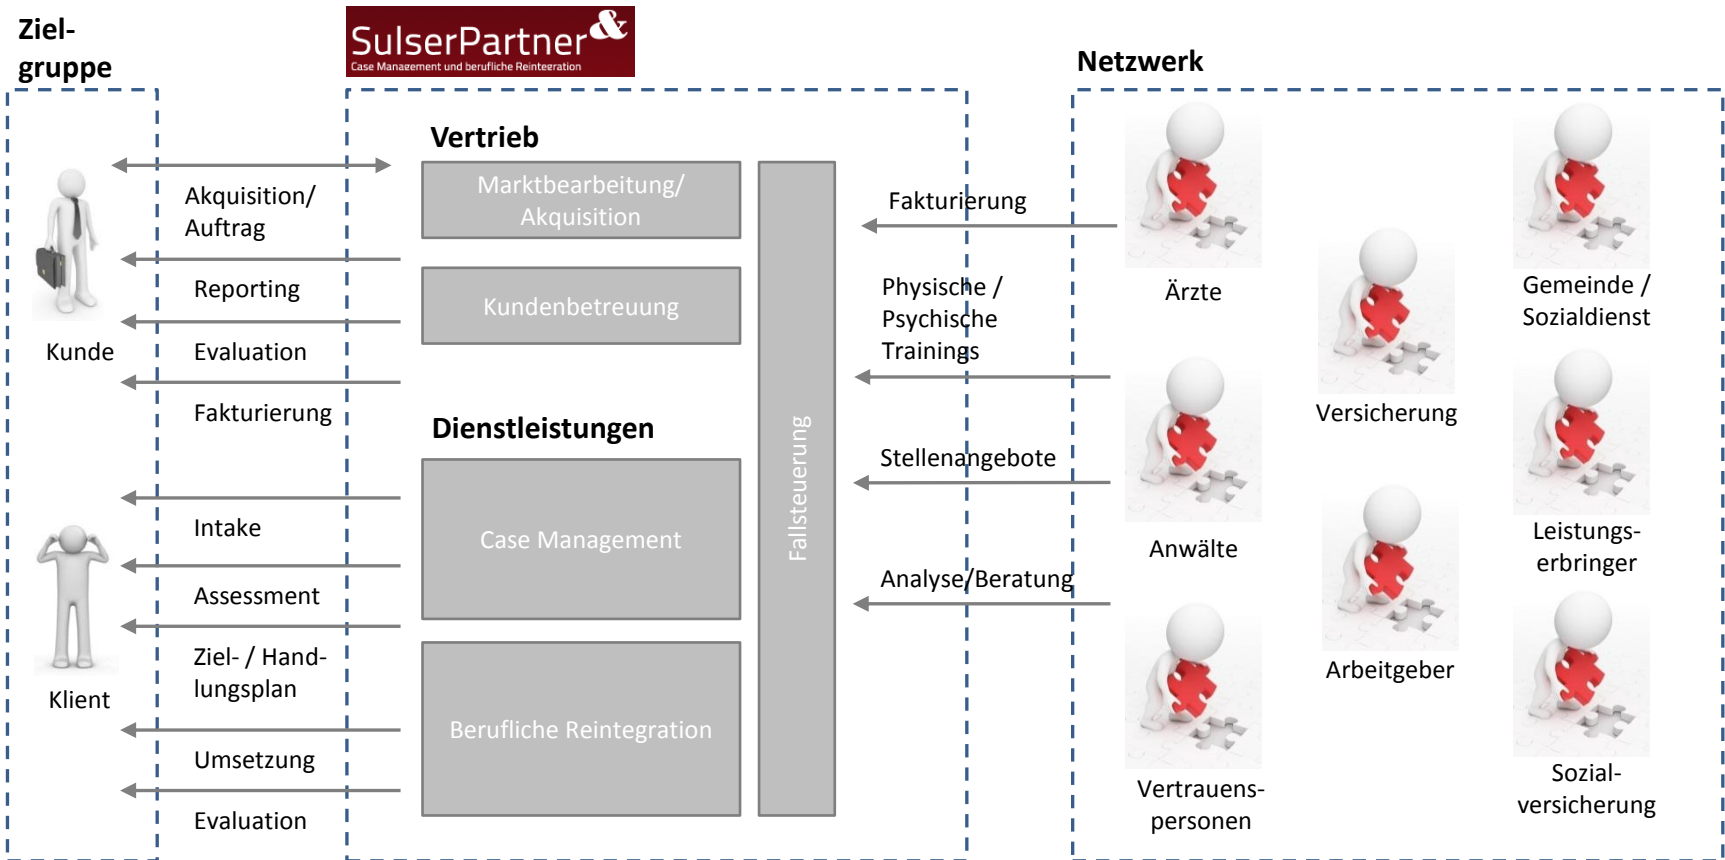 Ziel-
gruppe
SulserPartner&
Case Management und berufliche Reintegration
Netzwerk
Akquisition/
Auftrag
Reporting
Evaluation
Fakturierung
Kunde
Intake
Assessment
Ziel- / Hand-
lungsplan
Umsetzung
Evaluation
Klient
Vertrieb
Marktbearbeitung/
Akquisition
Kundenbetreuung
Dienstleistungen
Case Management
Berufliche Reintegration
Fallsteuerung
Fakturierung
Physische /
Psychische
Trainings
Stellenangebote
Analyse/Beratung
Ärzte
Anwälte
Vertrauens-
personen
Versicherung
Arbeitgeber
Gemeinde /
Sozialdienst
Leistungs-
erbringer
Sozial-
versicherung